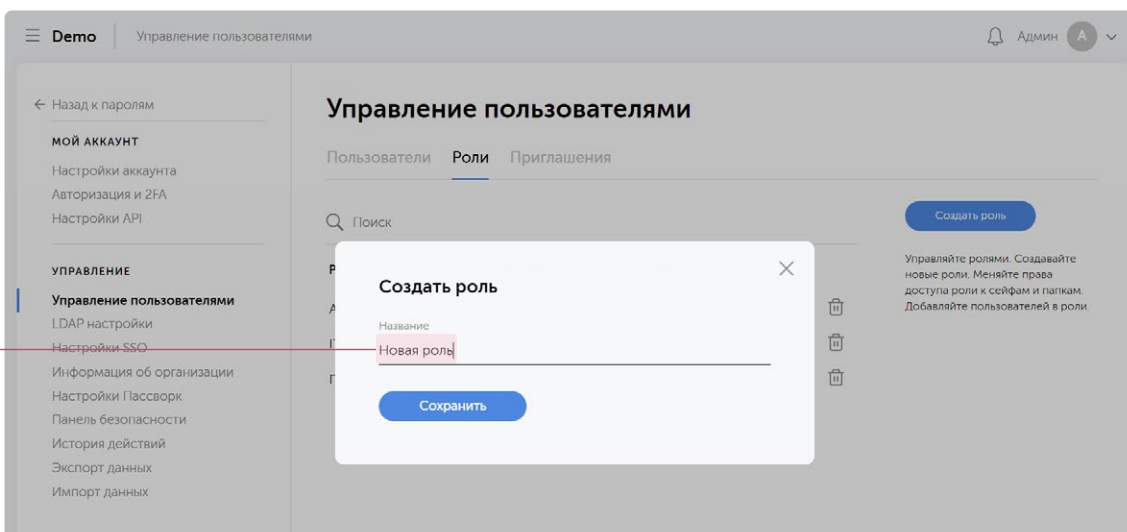 Demo
Управление пользователями
Админ
А
Назад к паролям
МОЙ АККАУНТ
Настройки аккаунта
Авторизация и 2FA
Настройки API
УПРАВЛЕНИЕ
Управление пользователями
LDAP настройки
Настройки SSO
Информация об организации
Настройки Пассворк
Панель безопасности
История действий
Экспорт данных
Импорт данных
Управление пользователями
Пользователи Роли Приглашения
Поиск
Создать роль
Название
Новая роль
Сохранить
Создать роль
Управляйте ролями. Создавайте
новые роли. Меняйте права
доступа роли к сейфам и папкам.
Добавляйте пользователей в роли.